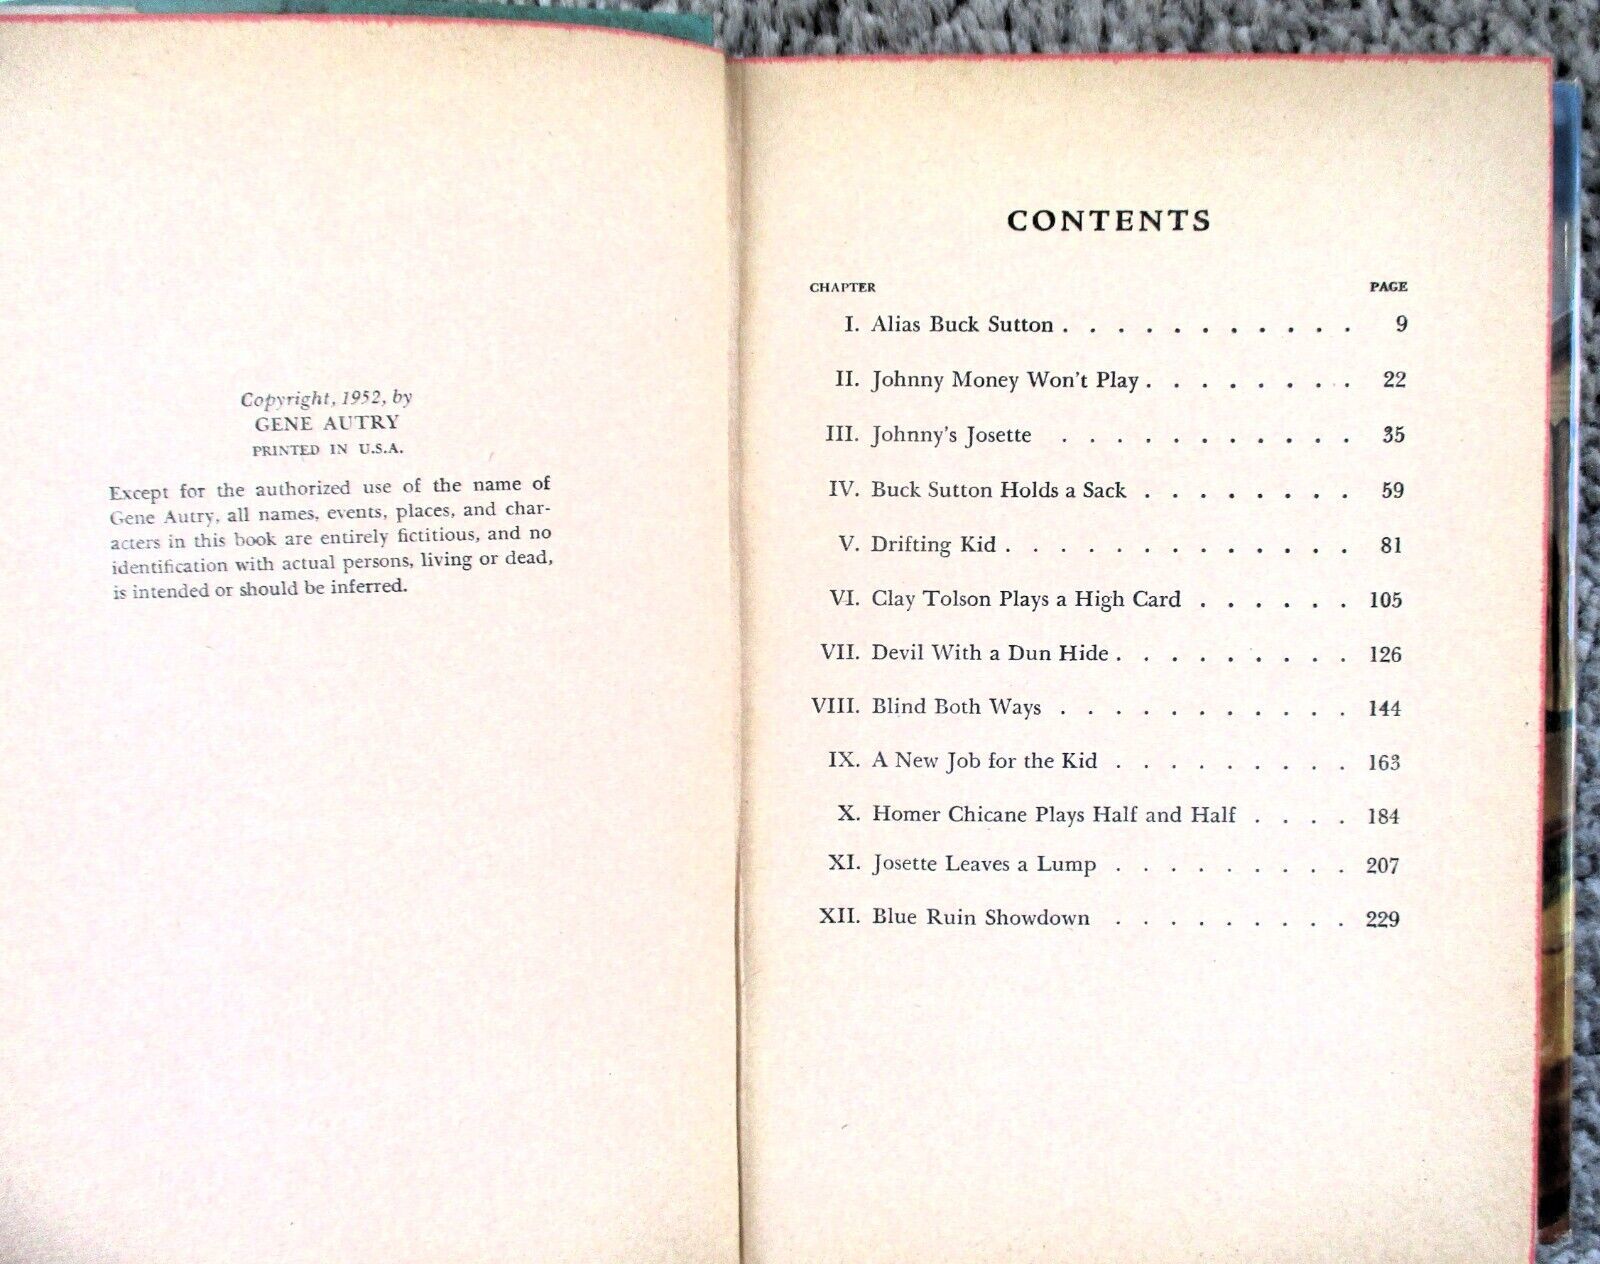 Copyright, 1952, by
GENE AUTRY
PRINTED IN U.S.A.
Except for the authorized use of the name of
Gene Autry, all names, events, places, and char-
acters in this book are entirely fictitious, and no
identification with actual persons, living or dead,
is intended or should be inferred.
CONTENTS
CHAPTER PAGE
I. Alias Buck Sutton . . . . . . . . . . . 9
II. Johnny Money Won't Play . . . . . . . . 22
III. Johnny's Josette . . . . . . . . . . . 35
IV. Buck Sutton Holds a Sack . . . . . . . . 59
V. Drifting Kid . . . . . . . . . . . . . 81
VI. Clay Tolson Plays a High Card . . . . . . 105
VII. Devil With a Dun Hide . . . . . . . . . 126
VIII. Blind Both Ways . . . . . . . . . . . 144
IX. A New Job for the Kid . . . . . . . . . 163
X. Homer Chicane Plays Half and Half . . . . 184
XI. Josette Leaves a Lump . . . . . . . . . 207
XII. Blue Ruin Showdown . . . . . . . . . 229